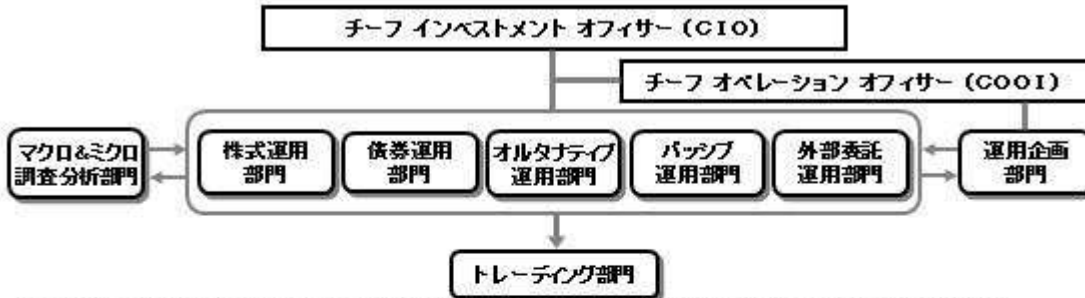 チーフ インベストメント オフィサー (CIO)
チーフ オペレーション オフィサー (COOI)
マクロ&ミクロ
調査分析部門
株式運用
部門
債券運用
部門
オルタナティブ
運用部門
パッシブ
運用部門
外部委託
運用部門
運用企画
部門
トレーディング部門